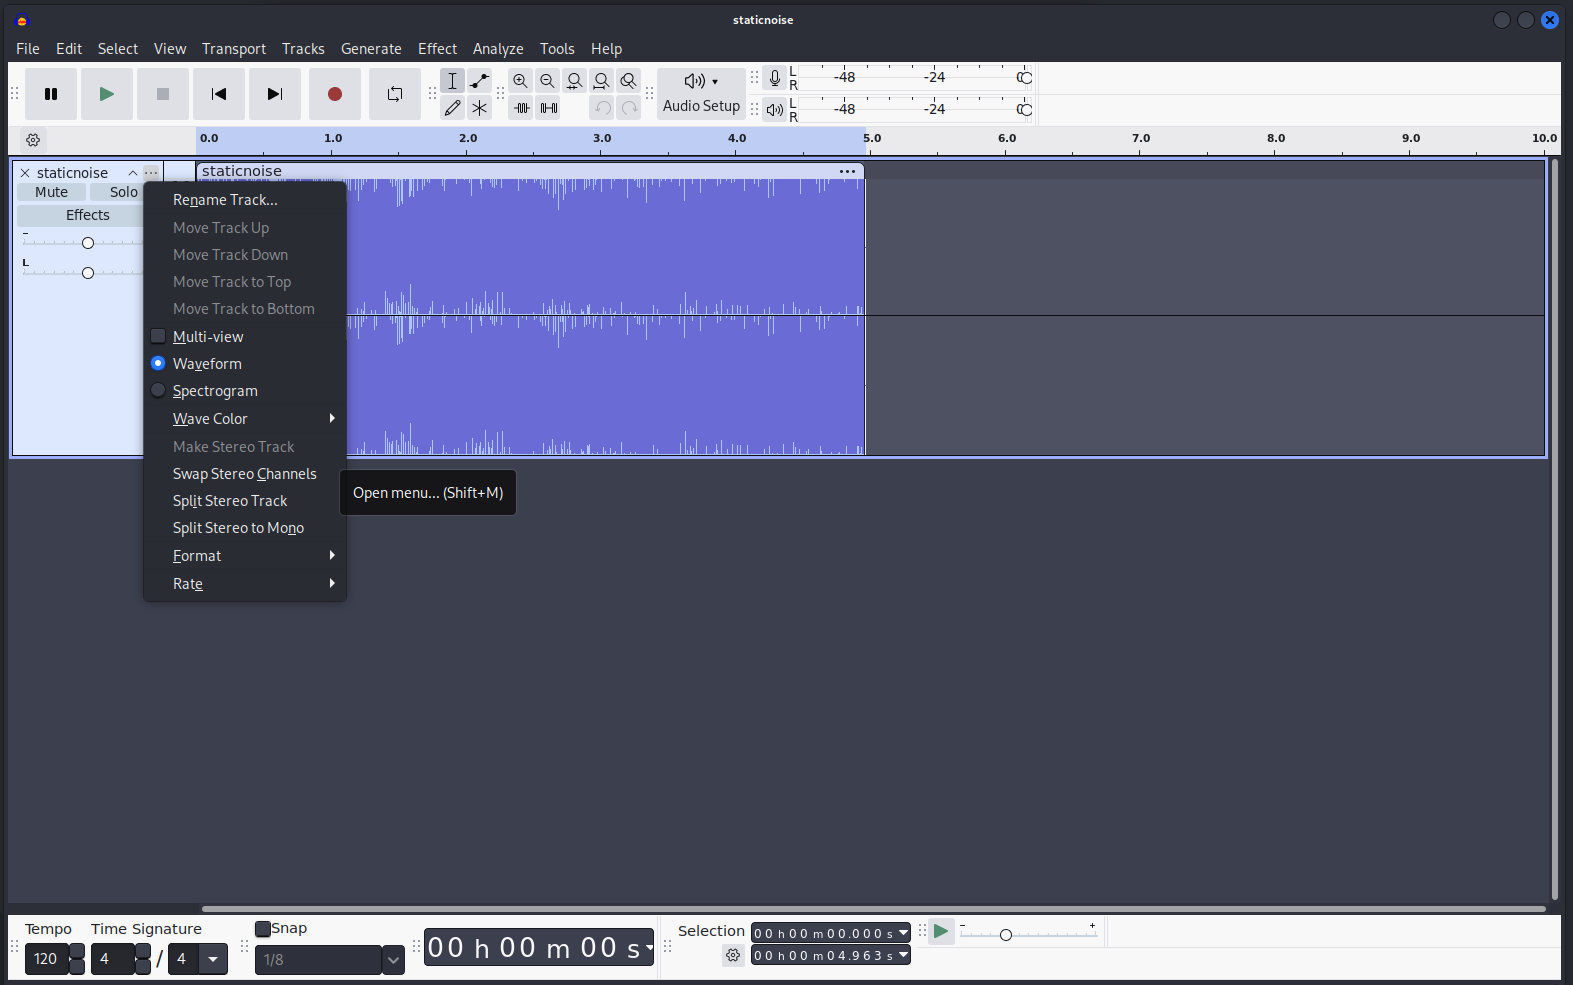 staticnoise
File Edit Select View Transport Tracks Generate Effect Analyze Tools Help
Audio Setup
L
R
-48 -24 0
L
R
-48 -24 0
0.0 1.0 2.0 3.0 4.0 5.0 6.0 7.0 8.0 9.0 10.0
staticnoise
staticnoise
Mute Solo
Effects
L
Rename Track...
Move Track Up
Move Track Down
Move Track to Top
Move Track to Bottom
Multi-view
Waveform
Spectrogram
Wave Color
Make Stereo Track
Swap Stereo Channels
Split Stereo Track
Split Stereo to Mono
Format
Rate
Open menu... (Shift+M)
Tempo Time Signature
120 4 / 4
Snap
1/8
00 h 00 m 00 s
Selection
00 h 00 m 00.000 s
00 h 00 m 04.963 s
- +